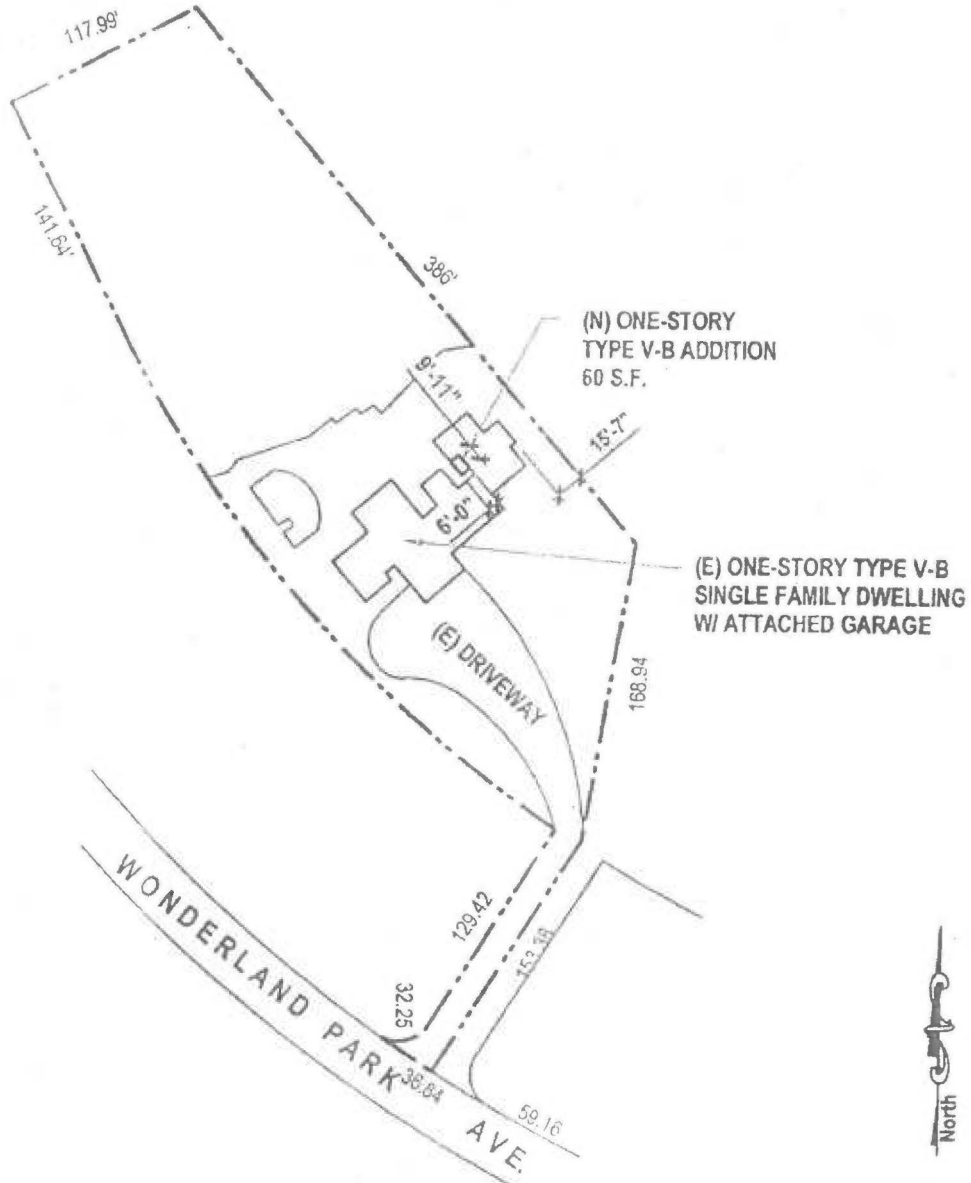 117.99'
141.64'
386'
(N) ONE-STORY
TYPE V-B ADDITION
60 S.F.
9'-11"
15'-7"
6'-0"
(E) ONE-STORY TYPE V-B
SINGLE FAMILY DWELLING
W/ ATTACHED GARAGE
(E) DRIVEWAY
168.94
129.42
153.38
32.25
WONDERLAND PARK AVE.
36.84
59.16
North